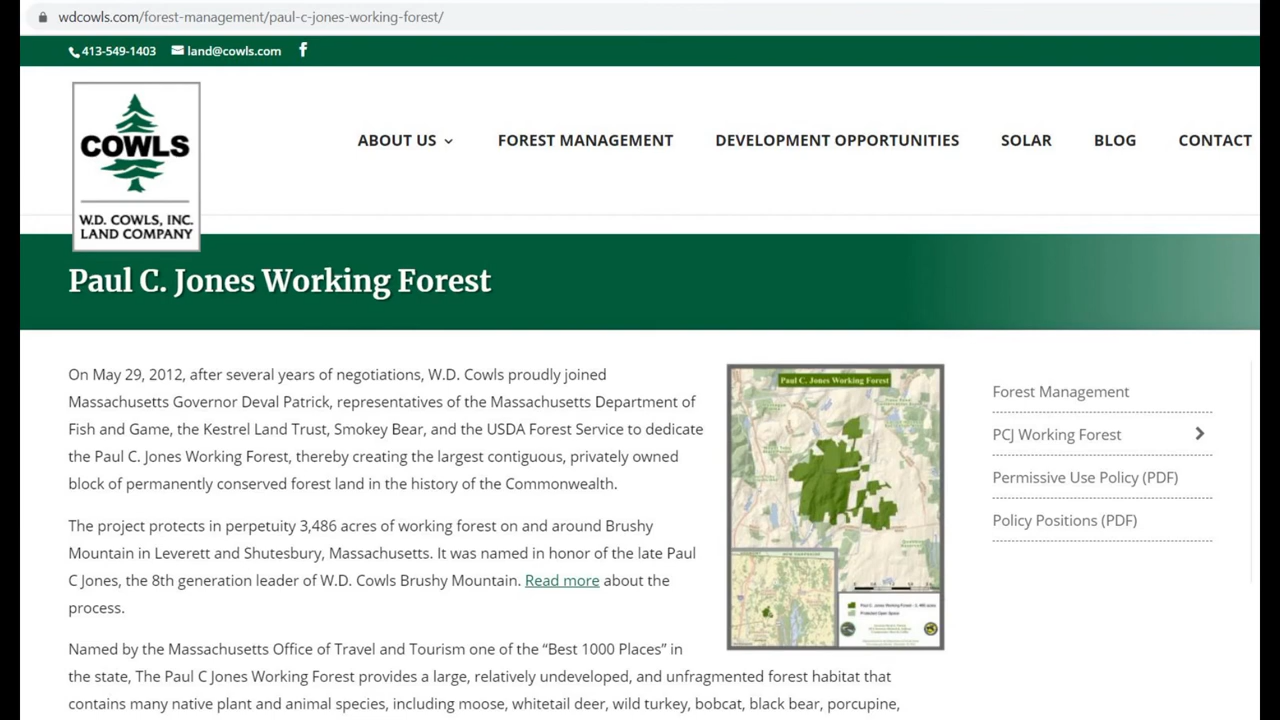 wdcowls.com/forest-management/paul-c-jones-working-forest/
413-549-1403 land@cowls.com
COWLS
W.D. COWLS, INC.
LAND COMPANY
ABOUT US FOREST MANAGEMENT DEVELOPMENT OPPORTUNITIES SOLAR BLOG CONTACT
Paul C. Jones Working Forest
On May 29, 2012, after several years of negotiations, W.D. Cowls proudly joined
Massachusetts Governor Deval Patrick, representatives of the Massachusetts Department of
Fish and Game, the Kestrel Land Trust, Smokey Bear, and the USDA Forest Service to dedicate
the Paul C. Jones Working Forest, thereby creating the largest contiguous, privately owned
block of permanently conserved forest land in the history of the Commonwealth.
The project protects in perpetuity 3,486 acres of working forest on and around Brushy
Mountain in Leverett and Shutesbury, Massachusetts. It was named in honor of the late Paul
C Jones, the 8th generation leader of W.D. Cowls Brushy Mountain. Read more about the
process.
Named by the Massachusetts Office of Travel and Tourism one of the “Best 1000 Places” in
the state, The Paul C Jones Working Forest provides a large, relatively undeveloped, and unfragmented forest habitat that
contains many native plant and animal species, including moose, whitetail deer, wild turkey, bobcat, black bear, porcupine,
Paul C. Jones Working Forest
Forest Management
PCJ Working Forest
Permissive Use Policy (PDF)
Policy Positions (PDF)